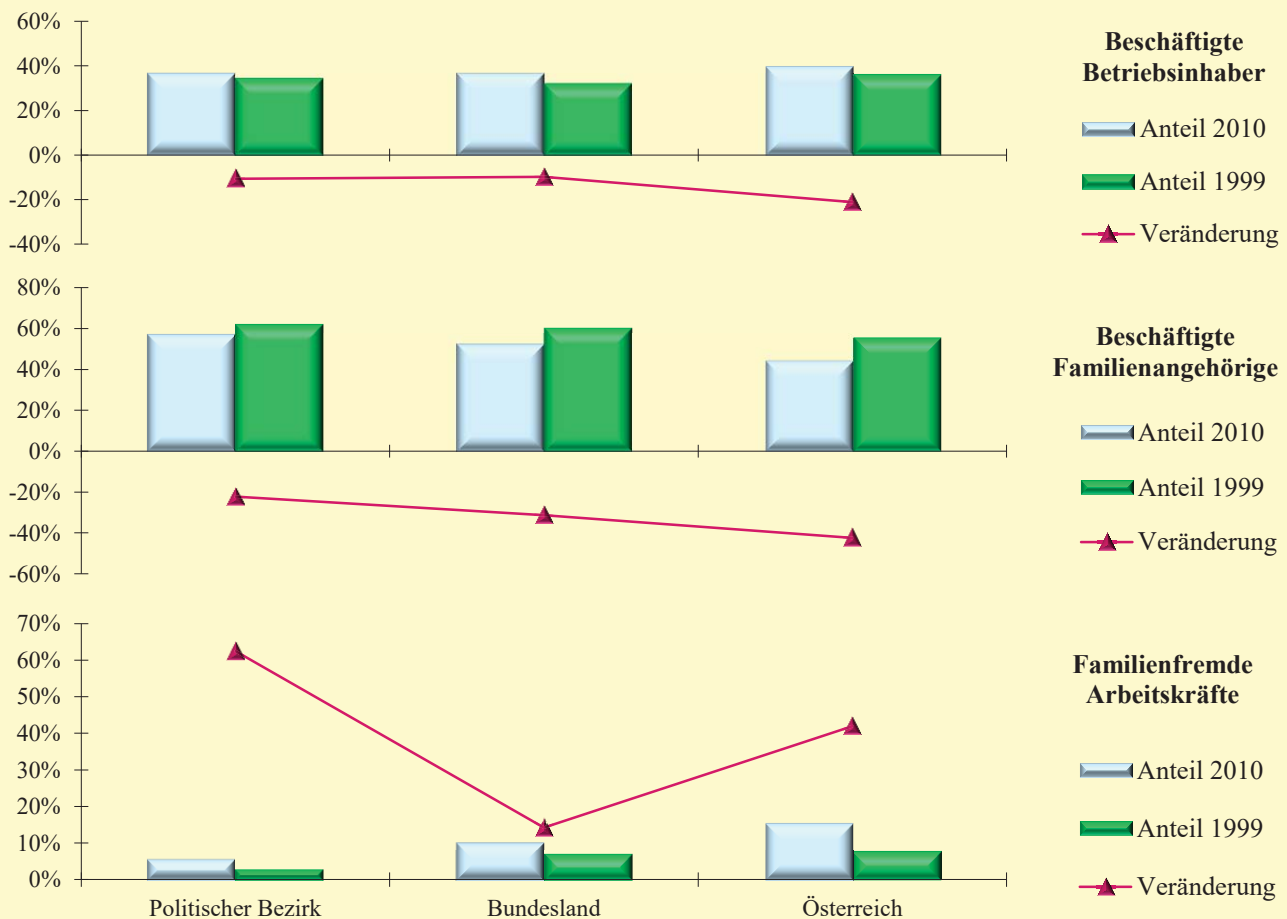 60%
40%
20%
0%
-20%
-40%
Beschäftigte
Betriebsinhaber
Anteil 2010
Anteil 1999
Veränderung
80%
60%
40%
20%
0%
-20%
-40%
-60%
Beschäftigte
Familienangehörige
Anteil 2010
Anteil 1999
Veränderung
70%
60%
50%
40%
30%
20%
10%
0%
Familienfremde
Arbeitskräfte
Anteil 2010
Anteil 1999
Veränderung
Politischer Bezirk
Bundesland
Österreich